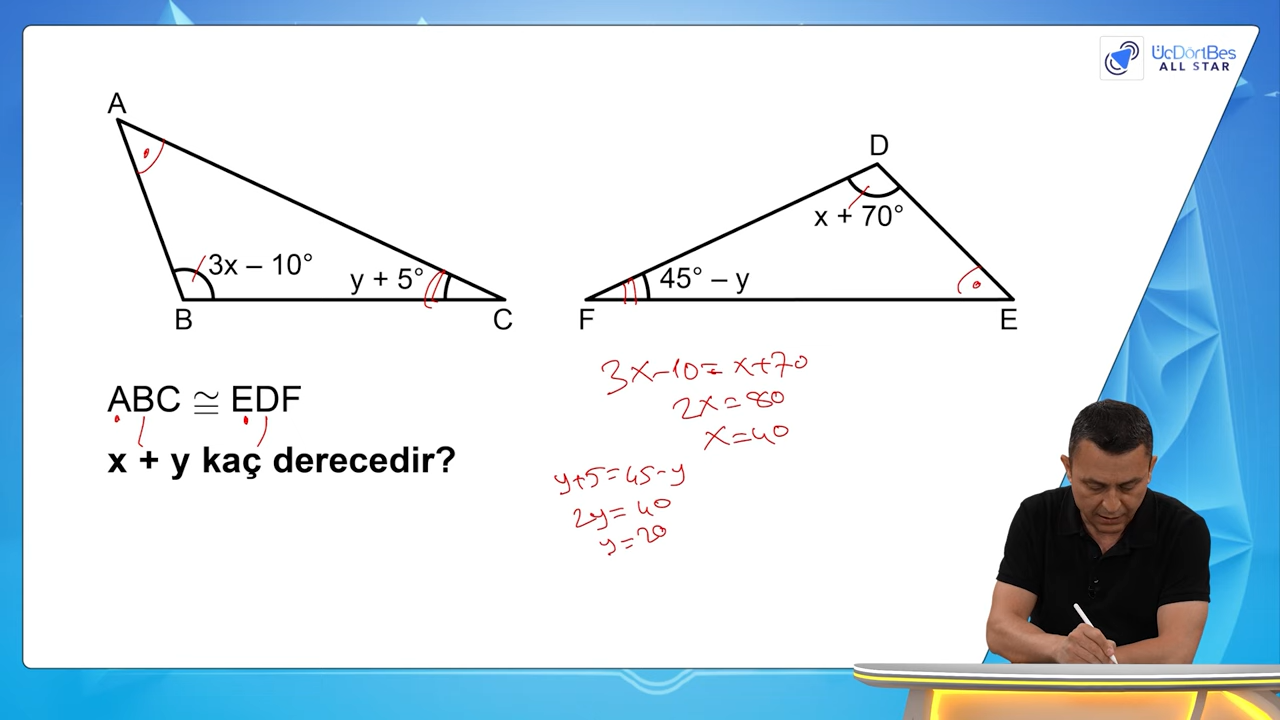 ÜçDörtBeş
ALL STAR
A
D
x + 70°
3x – 10°
y + 5°
45° – y
B
C
F
E
3x-10=x+70
2x=80
x=40
ABC ≅ EDF
x + y kaç derecedir?
y+5=45-y
2y=40
y=20